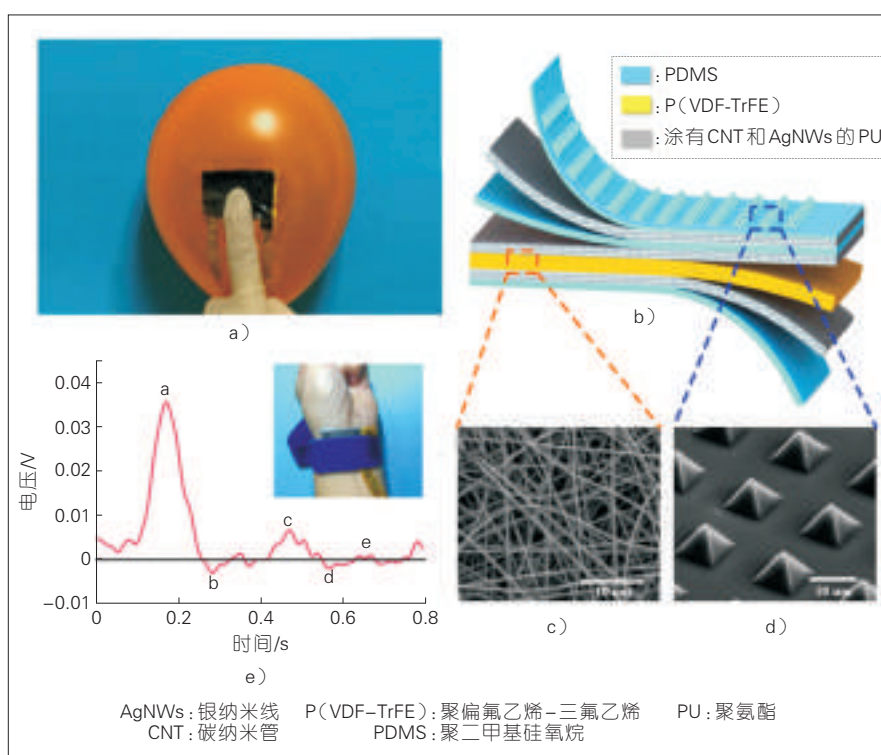 : PDMS
: P(VDF-TrFE)
: 涂有CNT和AgNWs的PU
a)
b)
电压/V
0.04
0.03
0.02
0.01
0
−0.01
a
b
c
d
e
0
0.2
0.4
0.6
0.8
时间/s
c)
d)
e)
AgNWs:银纳米线 P(VDF–TrFE):聚偏氟乙烯–三氟乙烯 PU:聚氨酯
CNT:碳纳米管 PDMS:聚二甲基硅氧烷